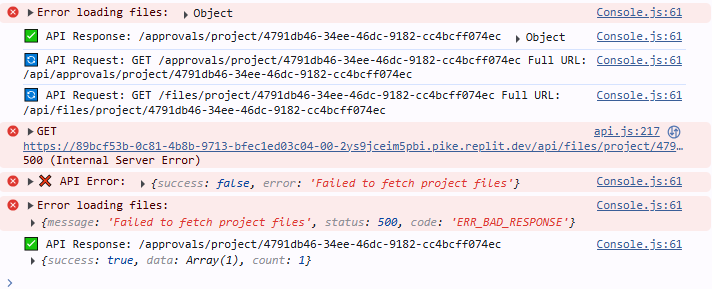 Error loading files: ▶Object Console.js:61
✅ API Response: /approvals/project/4791db46-34ee-46dc-9182-cc4bcff074ec ▶Object Console.js:61
🔄 API Request: GET /approvals/project/4791db46-34ee-46dc-9182-cc4bcff074ec Full URL: Console.js:61
/api/approvals/project/4791db46-34ee-46dc-9182-cc4bcff074ec
🔄 API Request: GET /files/project/4791db46-34ee-46dc-9182-cc4bcff074ec Full URL: Console.js:61
/api/files/project/4791db46-34ee-46dc-9182-cc4bcff074ec
▶GET api.js:217
https://89bcf53b-0c81-4b8b-9713-bfec1ed03c04-00-2ys9jceim5pbi.pike.replit.dev/api/files/project/479…
500 (Internal Server Error)
▶❌ API Error: ▶{success: false, error: 'Failed to fetch project files'} Console.js:61
▶Error loading files: Console.js:61
▶{message: 'Failed to fetch project files', status: 500, code: 'ERR_BAD_RESPONSE'}
✅ API Response: /approvals/project/4791db46-34ee-46dc-9182-cc4bcff074ec Console.js:61
▶{success: true, data: Array(1), count: 1}